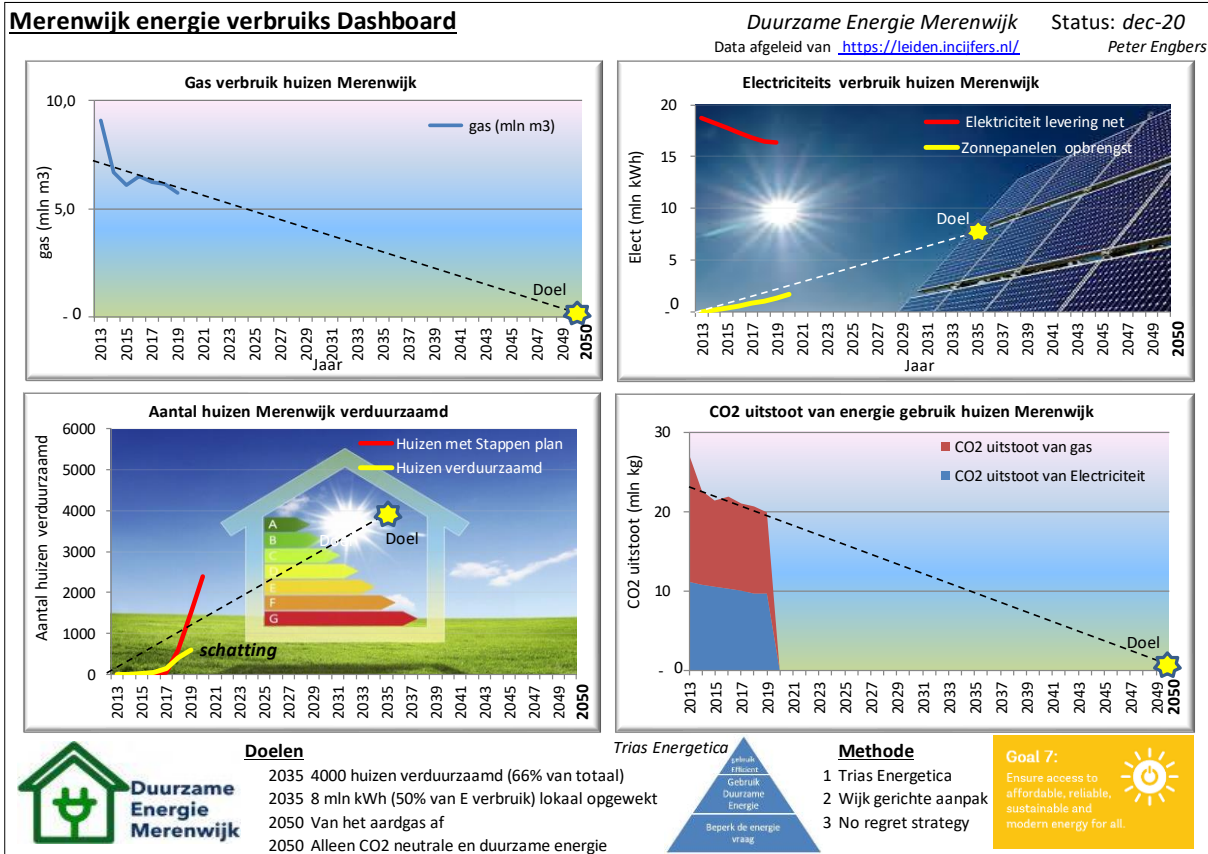 Merenwijk energie verbruiks Dashboard
Duurzame Energie Merenwijk Status: dec-20
Data afgeleid van https://leiden.incijfers.nl/ Peter Engbers
Gas verbruik huizen Merenwijk
gas (mln m3)
10,0
5,0
- 0
gas (mln m3)
Doel
2013 2015 2017 2019 2021 2023 2025 2027 2029 2031 2033 2035 2037 2039 2041 2043 2045 2047 2049 2050
Jaar
Electriciteits verbruik huizen Merenwijk
Elektriciteit levering net
Zonnepanelen opbrengst
20
15
10
5
0
-
Elect (mln kWh)
Doel
2013 2015 2017 2019 2021 2023 2025 2027 2029 2031 2033 2035 2037 2039 2041 2043 2045 2047 2049 2050
Jaar
Aantal huizen Merenwijk verduurzaamd
Huizen met Stappen plan
Huizen verduurzaamd
6000
5000
4000
3000
2000
1000
0
Aantal huizen verduurzaamd
A
B
C
D
E
F
G
Doel
schatting
2013 2015 2017 2019 2021 2023 2025 2027 2029 2031 2033 2035 2037 2039 2041 2043 2045 2047 2049 2050
CO2 uitstoot van energie gebruik huizen Merenwijk
CO2 uitstoot van gas
CO2 uitstoot van Electriciteit
30
20
10
- 0
CO2 uitstoot (mln kg)
Doel
2013 2015 2017 2019 2021 2023 2025 2027 2029 2031 2033 2035 2037 2039 2041 2043 2045 2047 2049 2050
Duurzame
Energie
Merenwijk
Doelen
2035 4000 huizen verduurzaamd (66% van totaal)
2035 8 mln kWh (50% van E verbruik) lokaal opgewekt
2050 Van het aardgas af
2050 Alleen CO2 neutrale en duurzame energie
Trias Energetica
gebruik
Efficient
Gebruik
Duurzame
Energie
Beperk de energie
vraag
Methode
1 Trias Energetica
2 Wijk gerichte aanpak
3 No regret strategy
Goal 7:
Ensure access to
affordable, reliable,
sustainable and
modern energy for all.